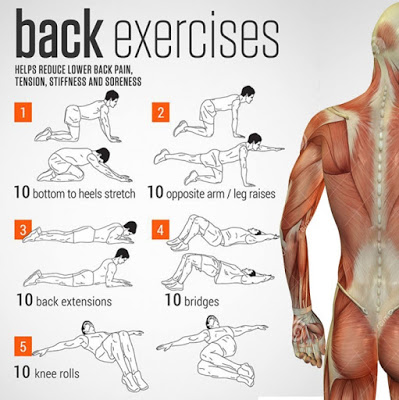 back exercises
HELPS REDUCE LOWER BACK PAIN,
TENSION, STIFFNESS AND SORENESS
1
2
10 bottom to heels stretch
10 opposite arm / leg raises
3
4
10 back extensions
10 bridges
5
10 knee rolls